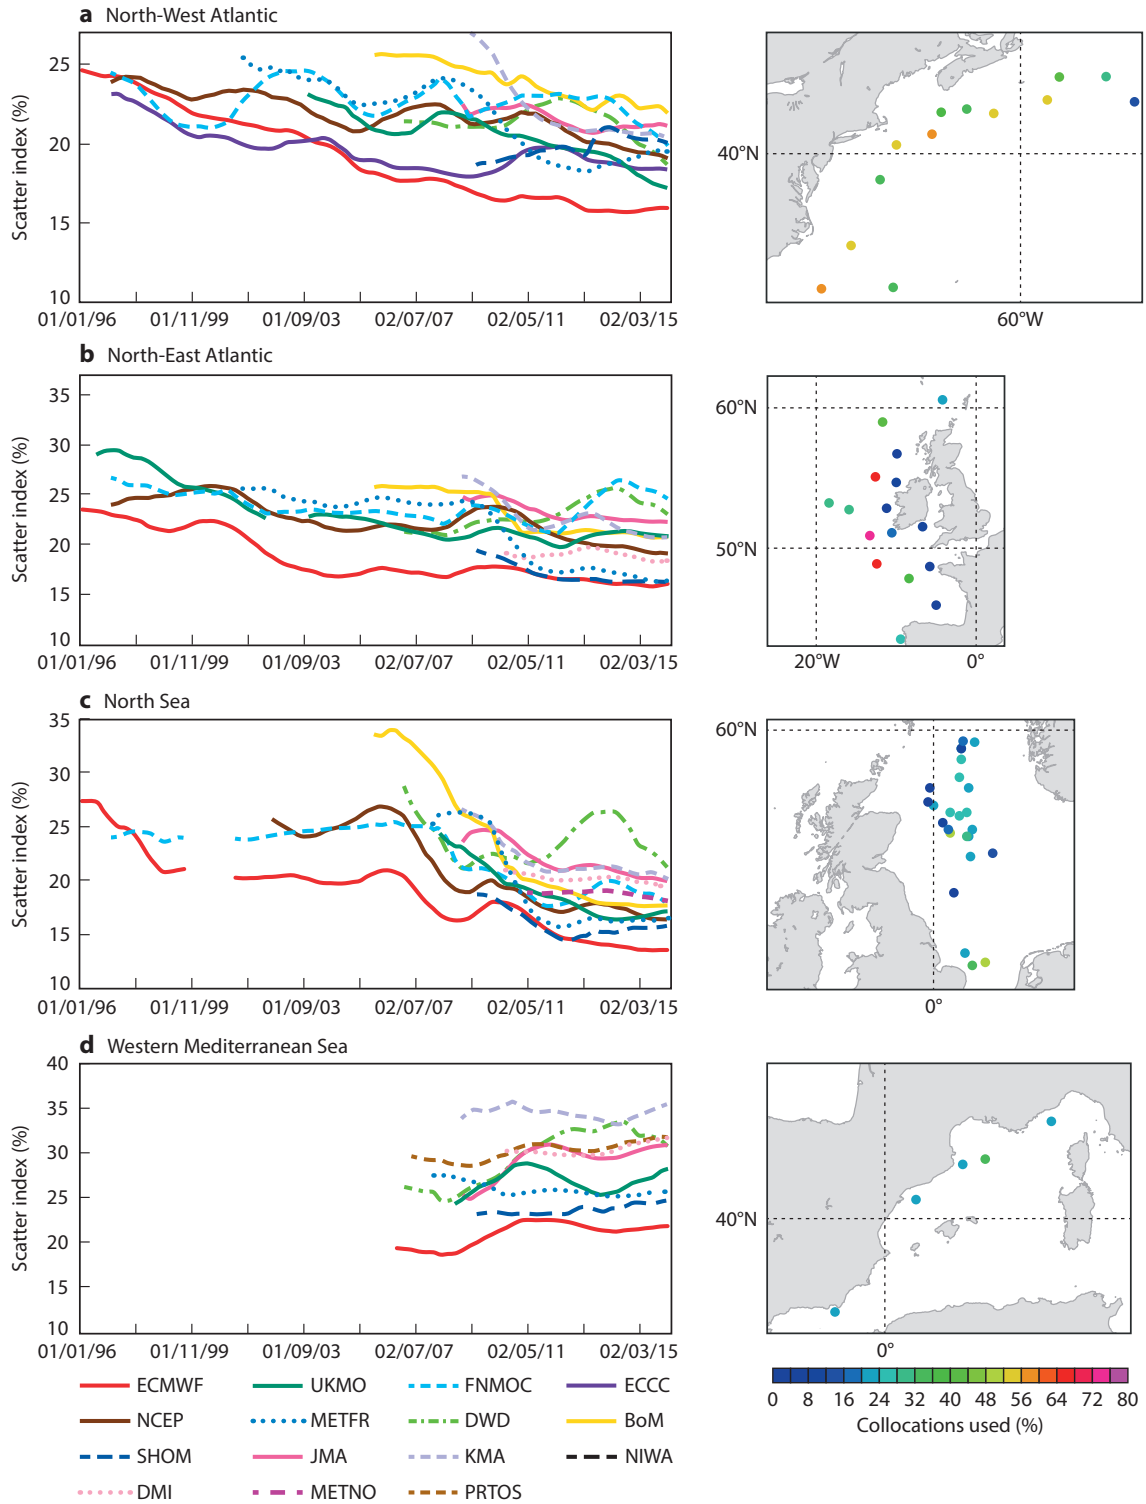 a North-West Atlantic
Scatter index (%)
25
20
15
10
01/01/96 01/11/99 01/09/03 02/07/07 02/05/11 02/03/15
40°N
60°W
b North-East Atlantic
Scatter index (%)
35
30
25
20
15
10
01/01/96 01/11/99 01/09/03 02/07/07 02/05/11 02/03/15
60°N
50°N
20°W 0°
c North Sea
Scatter index (%)
35
30
25
20
15
10
01/01/96 01/11/99 01/09/03 02/07/07 02/05/11 02/03/15
60°N
0°
d Western Mediterranean Sea
Scatter index (%)
40
35
30
25
20
15
10
01/01/96 01/11/99 01/09/03 02/07/07 02/05/11 02/03/15
40°N
0°
ECMWF UKMO FNMOC ECCC
NCEP METFR DWD BoM
SHOM JMA KMA NIWA
DMI METNO PRTOS
0 8 16 24 32 40 48 56 64 72 80
Collocations used (%)